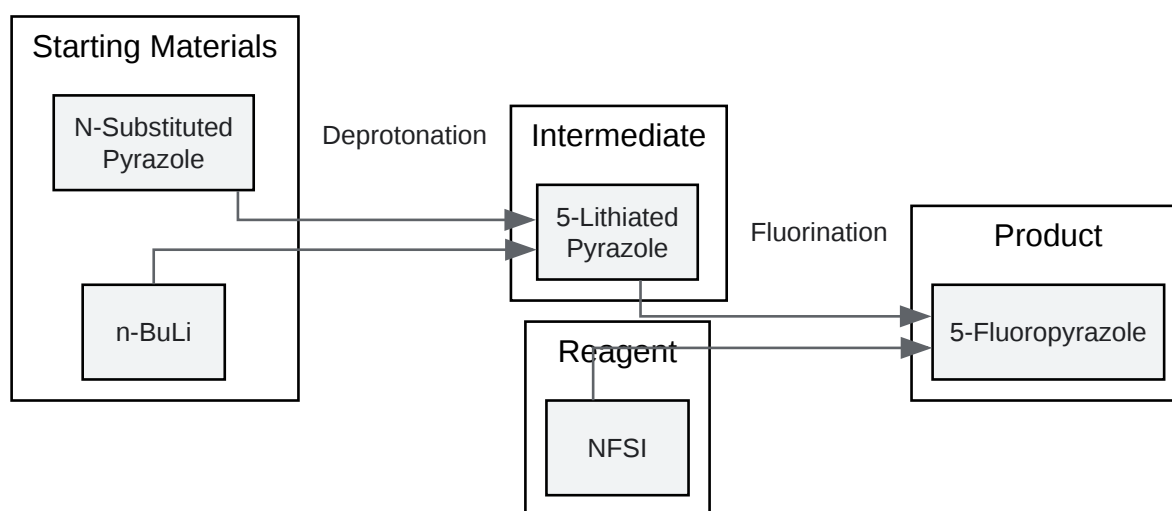 Starting Materials
N-Substituted
Pyrazole
n-BuLi
Deprotonation
Intermediate
5-Lithiated
Pyrazole
Reagent
NFSI
Fluorination
Product
5-Fluoropyrazole